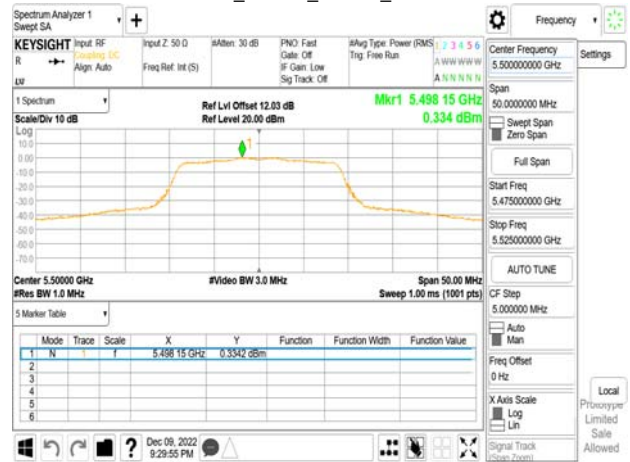 Spectrum Analyzer 1
Swept SA
Frequency
KEYSIGHT
R
LU
Input: RF
Coupling: DC
Align: Auto
Input Z: 50 Ω
Freq Ref: Int (S)
#Atten: 30 dB
PNO: Fast
Gate: Off
IF Gain: Low
Sig Track: Off
#Avg Type: Power (RMS
Trig: Free Run
1 2 3 4 5 6
A W W W W W
A N N N N N
1 Spectrum
Scale/Div 10 dB
Ref Lvl Offset 12.03 dB
Ref Level 20.00 dBm
Mkr1 5.498 15 GHz
0.334 dBm
Log
10.0
0.00
-10.0
-20.0
-30.0
-40.0
-50.0
-60.0
-70.0
1
Center 5.50000 GHz
#Res BW 1.0 MHz
#Video BW 3.0 MHz
Span 50.00 MHz
Sweep 1.00 ms (1001 pts)
5 Marker Table
Mode Trace Scale X Y Function Function Width Function Value
1 N 1 f 5.498 15 GHz 0.3342 dBm
2
3
4
5
6
Dec 09, 2022
9:29:55 PM
Center Frequency
5.500000000 GHz
Settings
Span
50.0000000 MHz
Swept Span
Zero Span
Full Span
Start Freq
5.475000000 GHz
Stop Freq
5.525000000 GHz
AUTO TUNE
CF Step
5.000000 MHz
Auto
Man
Freq Offset
0 Hz
X Axis Scale
Log
Lin
Signal Track
(Span Zoom)
Local
Prototype
Limited
Sale
Allowed